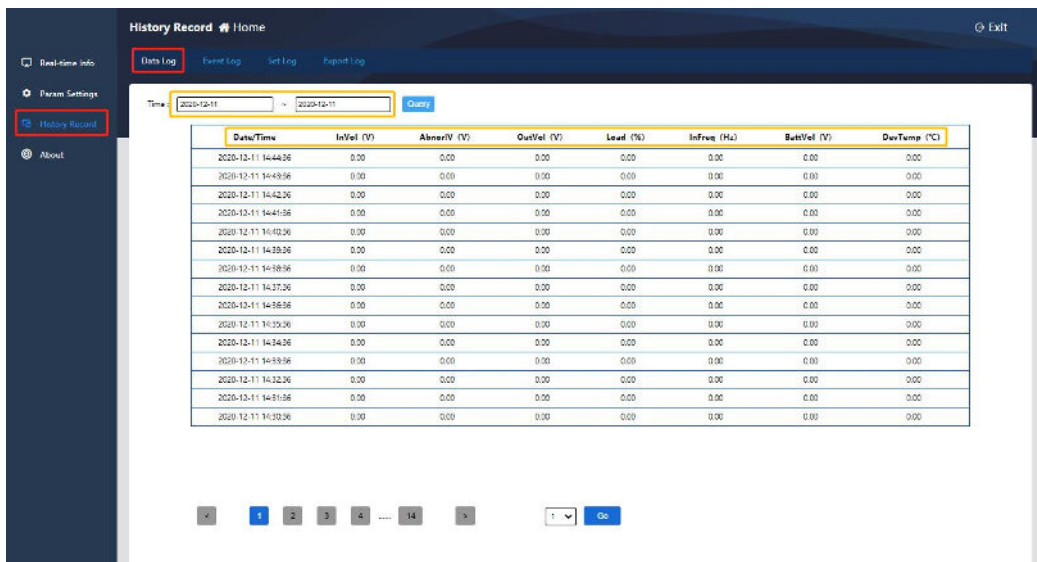 History Record Home
Exit
Real-time info
Param Settings
History Record
About
Data Log Event Log Set Log Export Log
Time : 2020-12-11 ~ 2020-12-11 Query
Date/Time InVol (V) AbnorIV (V) OutVol (V) Load (%) InFreq (Hz) BattVol (V) DevTemp (℃)
2020-12-11 14:44:36 0.00 0.00 0.00 0.00 0.00 0.00 0.00
2020-12-11 14:43:36 0.00 0.00 0.00 0.00 0.00 0.00 0.00
2020-12-11 14:42:36 0.00 0.00 0.00 0.00 0.00 0.00 0.00
2020-12-11 14:41:36 0.00 0.00 0.00 0.00 0.00 0.00 0.00
2020-12-11 14:40:36 0.00 0.00 0.00 0.00 0.00 0.00 0.00
2020-12-11 14:39:36 0.00 0.00 0.00 0.00 0.00 0.00 0.00
2020-12-11 14:38:36 0.00 0.00 0.00 0.00 0.00 0.00 0.00
2020-12-11 14:37:36 0.00 0.00 0.00 0.00 0.00 0.00 0.00
2020-12-11 14:36:36 0.00 0.00 0.00 0.00 0.00 0.00 0.00
2020-12-11 14:35:36 0.00 0.00 0.00 0.00 0.00 0.00 0.00
2020-12-11 14:34:36 0.00 0.00 0.00 0.00 0.00 0.00 0.00
2020-12-11 14:33:36 0.00 0.00 0.00 0.00 0.00 0.00 0.00
2020-12-11 14:32:36 0.00 0.00 0.00 0.00 0.00 0.00 0.00
2020-12-11 14:31:36 0.00 0.00 0.00 0.00 0.00 0.00 0.00
2020-12-11 14:30:36 0.00 0.00 0.00 0.00 0.00 0.00 0.00
< 1 2 3 4 ..... 14 > 1 Go